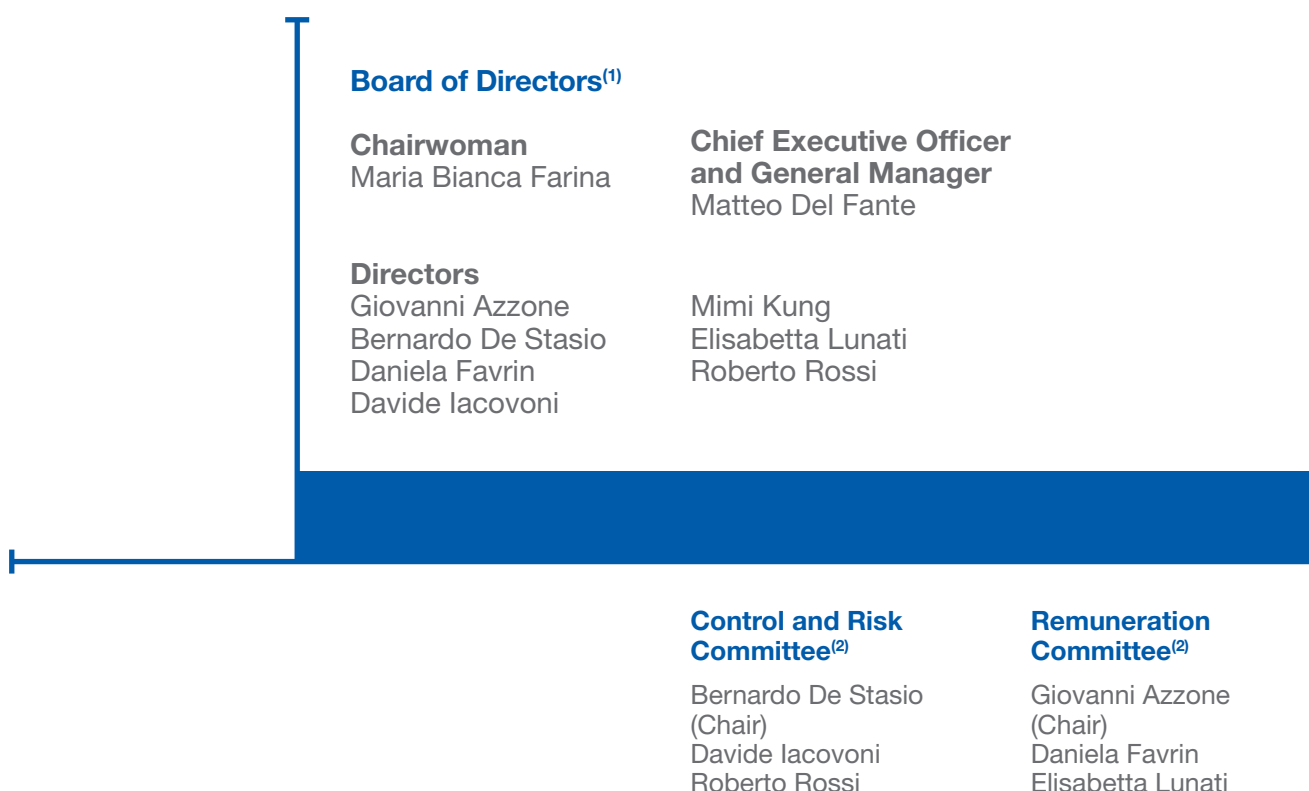 Board of Directors(1)
Chairwoman
Maria Bianca Farina
Chief Executive Officer
and General Manager
Matteo Del Fante
Directors
Giovanni Azzone
Bernardo De Stasio
Daniela Favrin
Davide Iacovoni
Mimi Kung
Elisabetta Lunati
Roberto Rossi
Control and Risk
Committee(2)
Bernardo De Stasio
(Chair)
Davide Iacovoni
Roberto Rossi
Remuneration
Committee(2)
Giovanni Azzone
(Chair)
Daniela Favrin
Elisabetta Lunati